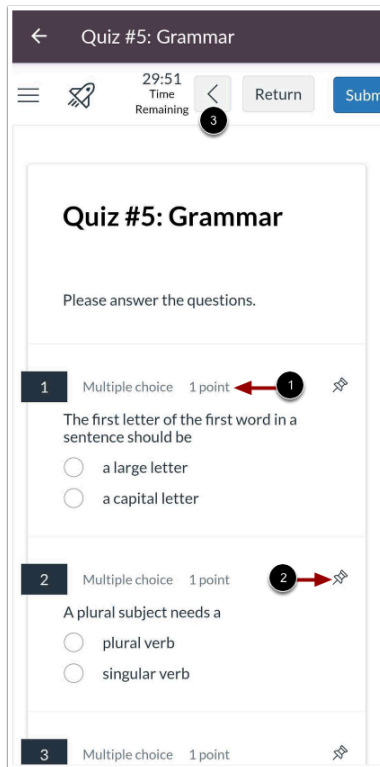 Quiz #5: Grammar
29:51
Time
Remaining
3
Return
Subm
Quiz #5: Grammar
Please answer the questions.
1
Multiple choice 1 point
1
The first letter of the first word in a
sentence should be
a large letter
a capital letter
2
Multiple choice 1 point
2
A plural subject needs a
plural verb
singular verb
3
Multiple choice 1 point